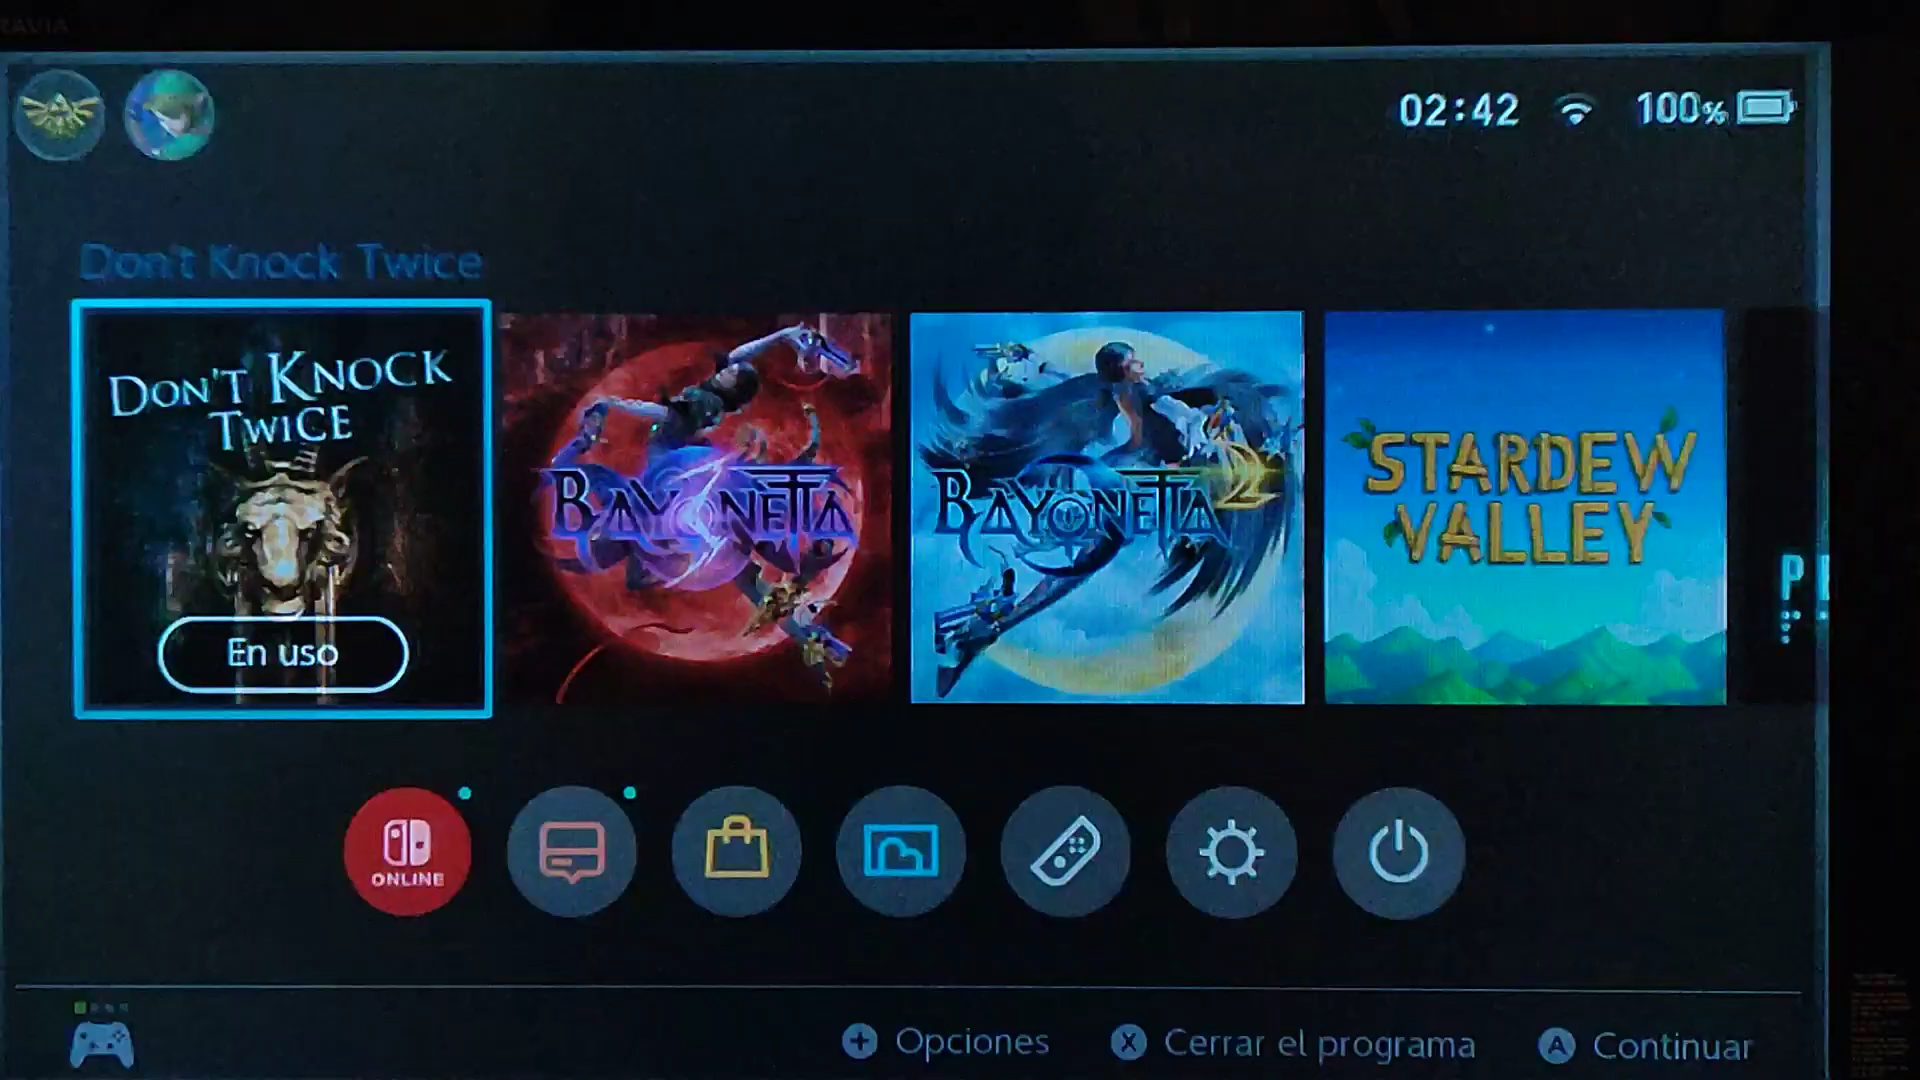 02:42
100%
Don't Knock Twice
DON'T KNOCK
TWICE
En uso
BAYONETTA
BAYONETTA 2
STARDEW
VALLEY
ONLINE
+ Opciones
X Cerrar el programa
A Continuar